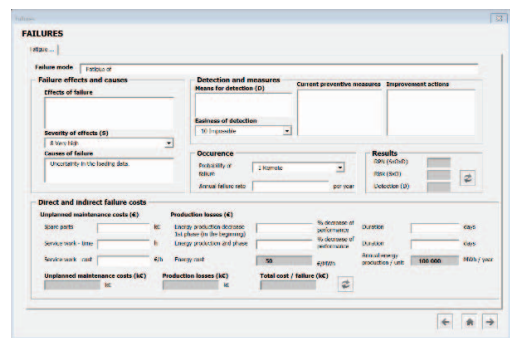 FAILURES
Failure mode Fatigue of
Failure effects and causes
Effects of failure
Severity of effects (S)
8 Very high
Causes of failure
Uncertainty in the loading data.
Detection and measures
Means for detection (D)
Easiness of detection
10 Impossible
Current preventive measures
Improvement actions
Occurence
Probability of
failure
1 Remote
Annual failure rate per year
Results
RPN (SxOxD)
RISK (SxO)
Detection (D)
Direct and indirect failure costs
Unplanned maintenance costs (€) Production losses (€)
Spare parts k€
Energy production decrease
1st phase (in the beginning)
% decrease of
performance
Duration days
Service work - time h
Energy production 2nd phase
% decrease of
performance
Duration days
Service work - cost €/h
Energy cost 50 €/MWh
Annual energy
production / unit 100 000 MWh / year
Unplanned maintenance costs (k€) Production losses (k€) Total cost / failure (k€)
k€ k€